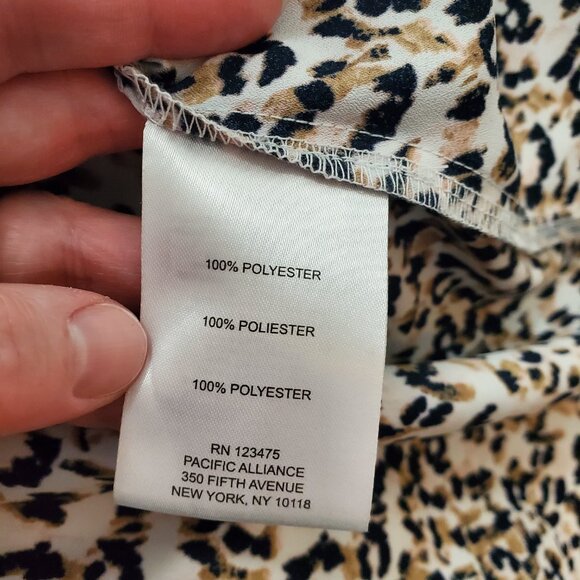 100% POLYESTER
100% POLIESTER
100% POLYESTER
RN 123475
PACIFIC ALLIANCE
350 FIFTH AVENUE
NEW YORK, NY 10118